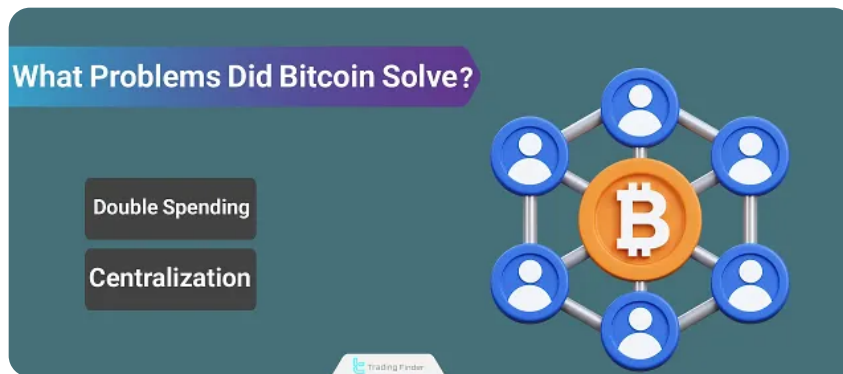 What Problems Did Bitcoin Solve?
Double Spending
Centralization
Trading Finder